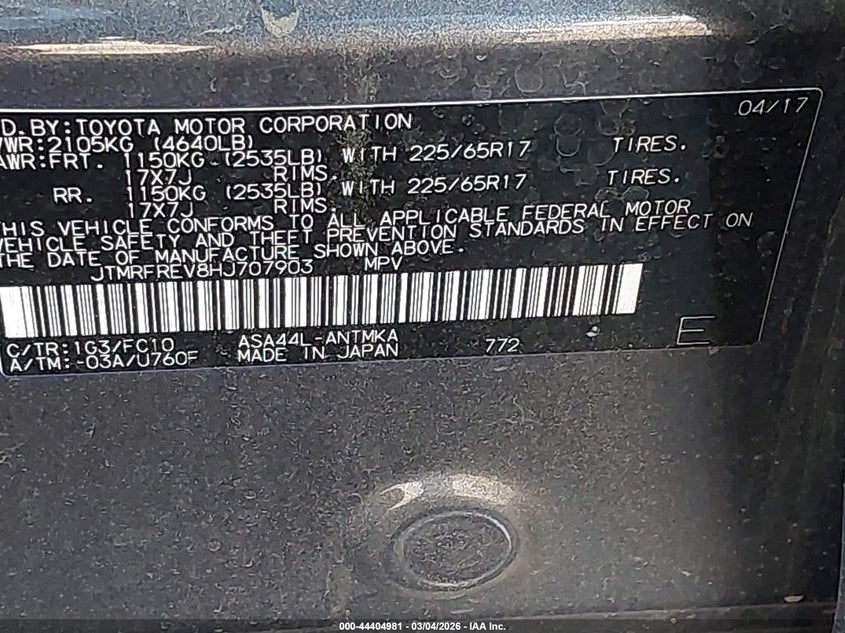 04/17
D. BY: TOYOTA MOTOR CORPORATION
VWR: 2105KG (4640LB)
AWR: FRT. 1150KG (2535LB) WITH 225/65R17 TIRES.
17X7J RIMS.
RR. 1150KG (2535LB) WITH 225/65R17 TIRES.
17X7J RIMS.
THIS VEHICLE CONFORMS TO ALL APPLICABLE FEDERAL MOTOR
VEHICLE SAFETY AND THEFT PREVENTION STANDARDS IN EFFECT ON
THE DATE OF MANUFACTURE SHOWN ABOVE.
JTMRFREV8HJ707903 MPV
C/TR: 1G3/FC10 ASA44L-ANTMKA
A/TM: -03A/U760F MADE IN JAPAN 772 E
000-44404981 - 03/04/2026 - IAA Inc.